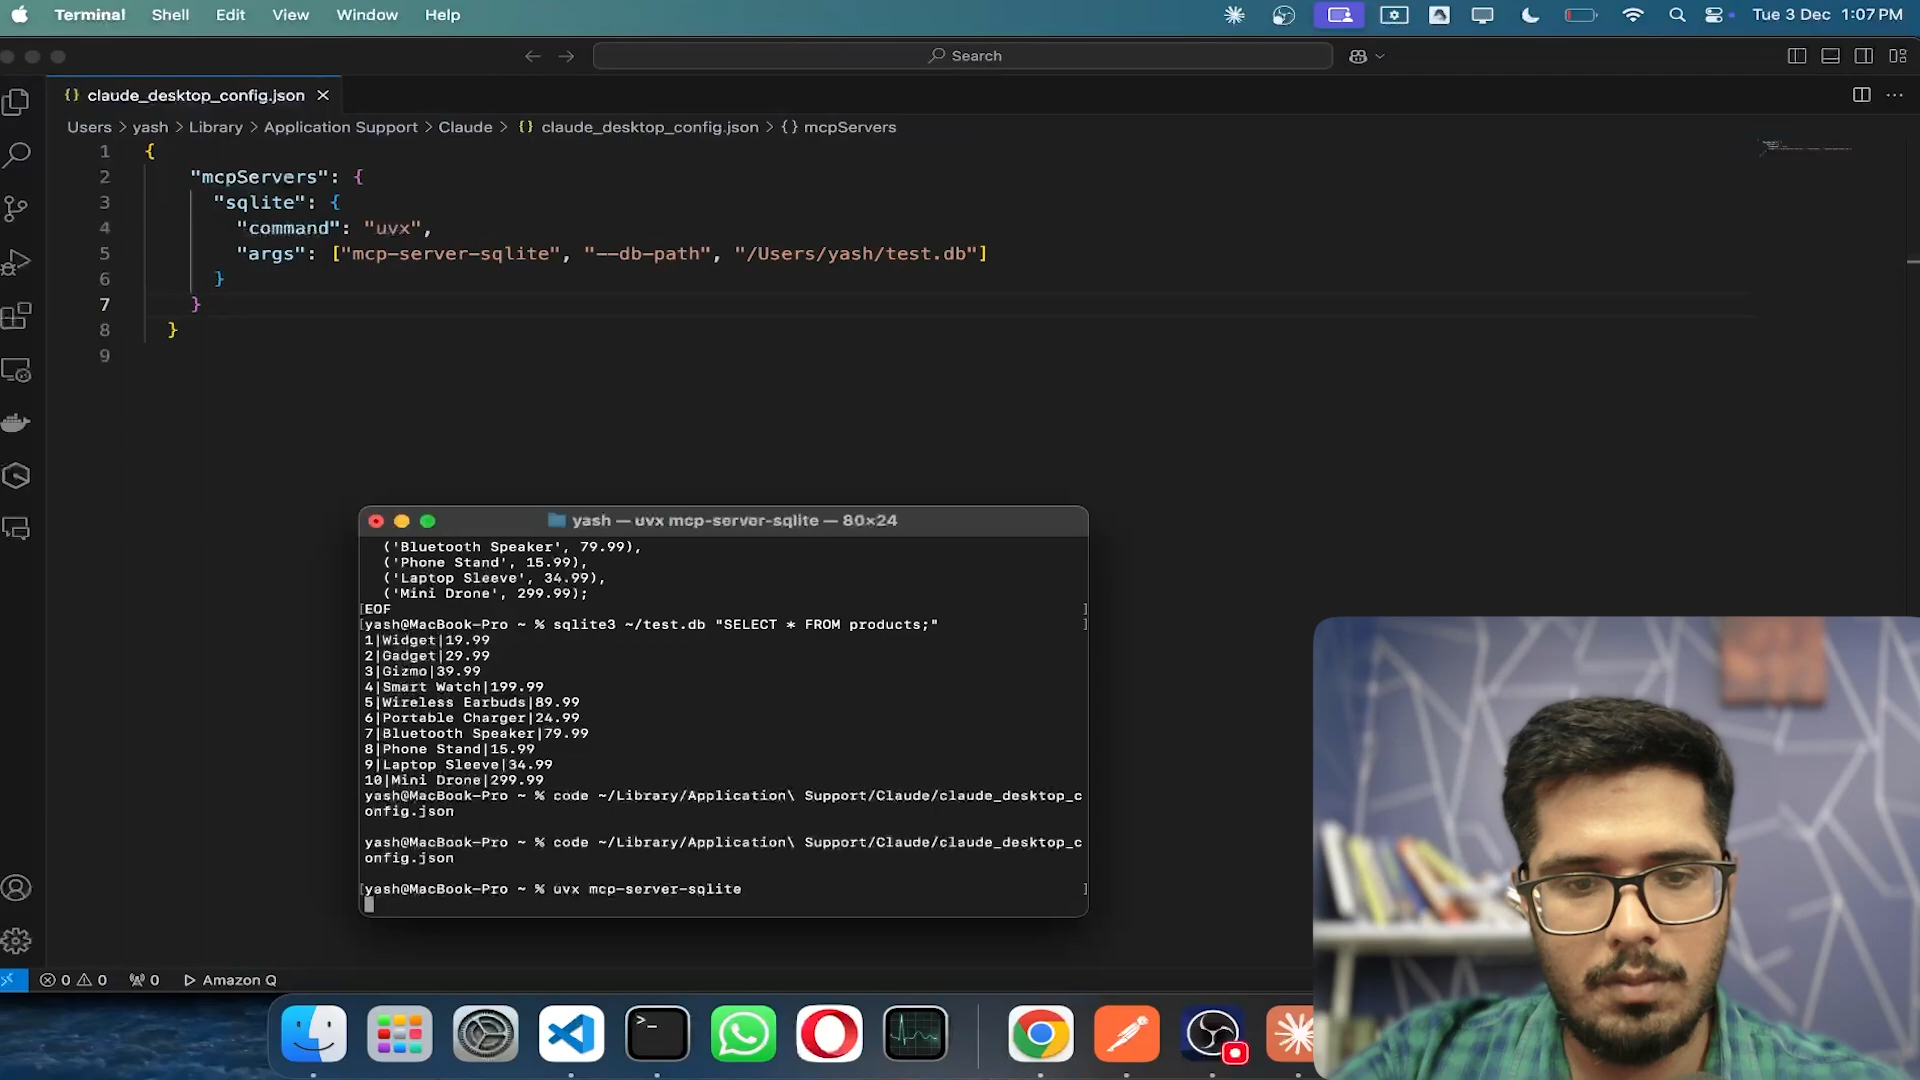 Terminal Shell Edit View Window Help Tue 3 Dec 1:07 PM
Search
claude_desktop_config.json
Users > yash > Library > Application Support > Claude > {} claude_desktop_config.json > {} mcpServers
1 {
2 "mcpServers": {
3 "sqlite": {
4 "command": "uvx",
5 "args": ["mcp-server-sqlite", "--db-path", "/Users/yash/test.db"]
6 }
7 }
8 }
9
yash — uvx mcp-server-sqlite — 80×24
('Bluetooth Speaker', 79.99),
('Phone Stand', 15.99),
('Laptop Sleeve', 34.99),
('Mini Drone', 299.99);
[EOF ]
[yash@MacBook-Pro ~ % sqlite3 ~/test.db "SELECT * FROM products;" ]
1|Widget|19.99
2|Gadget|29.99
3|Gizmo|39.99
4|Smart Watch|199.99
5|Wireless Earbuds|89.99
6|Portable Charger|24.99
7|Bluetooth Speaker|79.99
8|Phone Stand|15.99
9|Laptop Sleeve|34.99
10|Mini Drone|299.99
yash@MacBook-Pro ~ % code ~/Library/Application\ Support/Claude/claude_desktop_c
onfig.json
yash@MacBook-Pro ~ % code ~/Library/Application\ Support/Claude/claude_desktop_c
onfig.json
[yash@MacBook-Pro ~ % uvx mcp-server-sqlite ]
0 0 0 Amazon Q